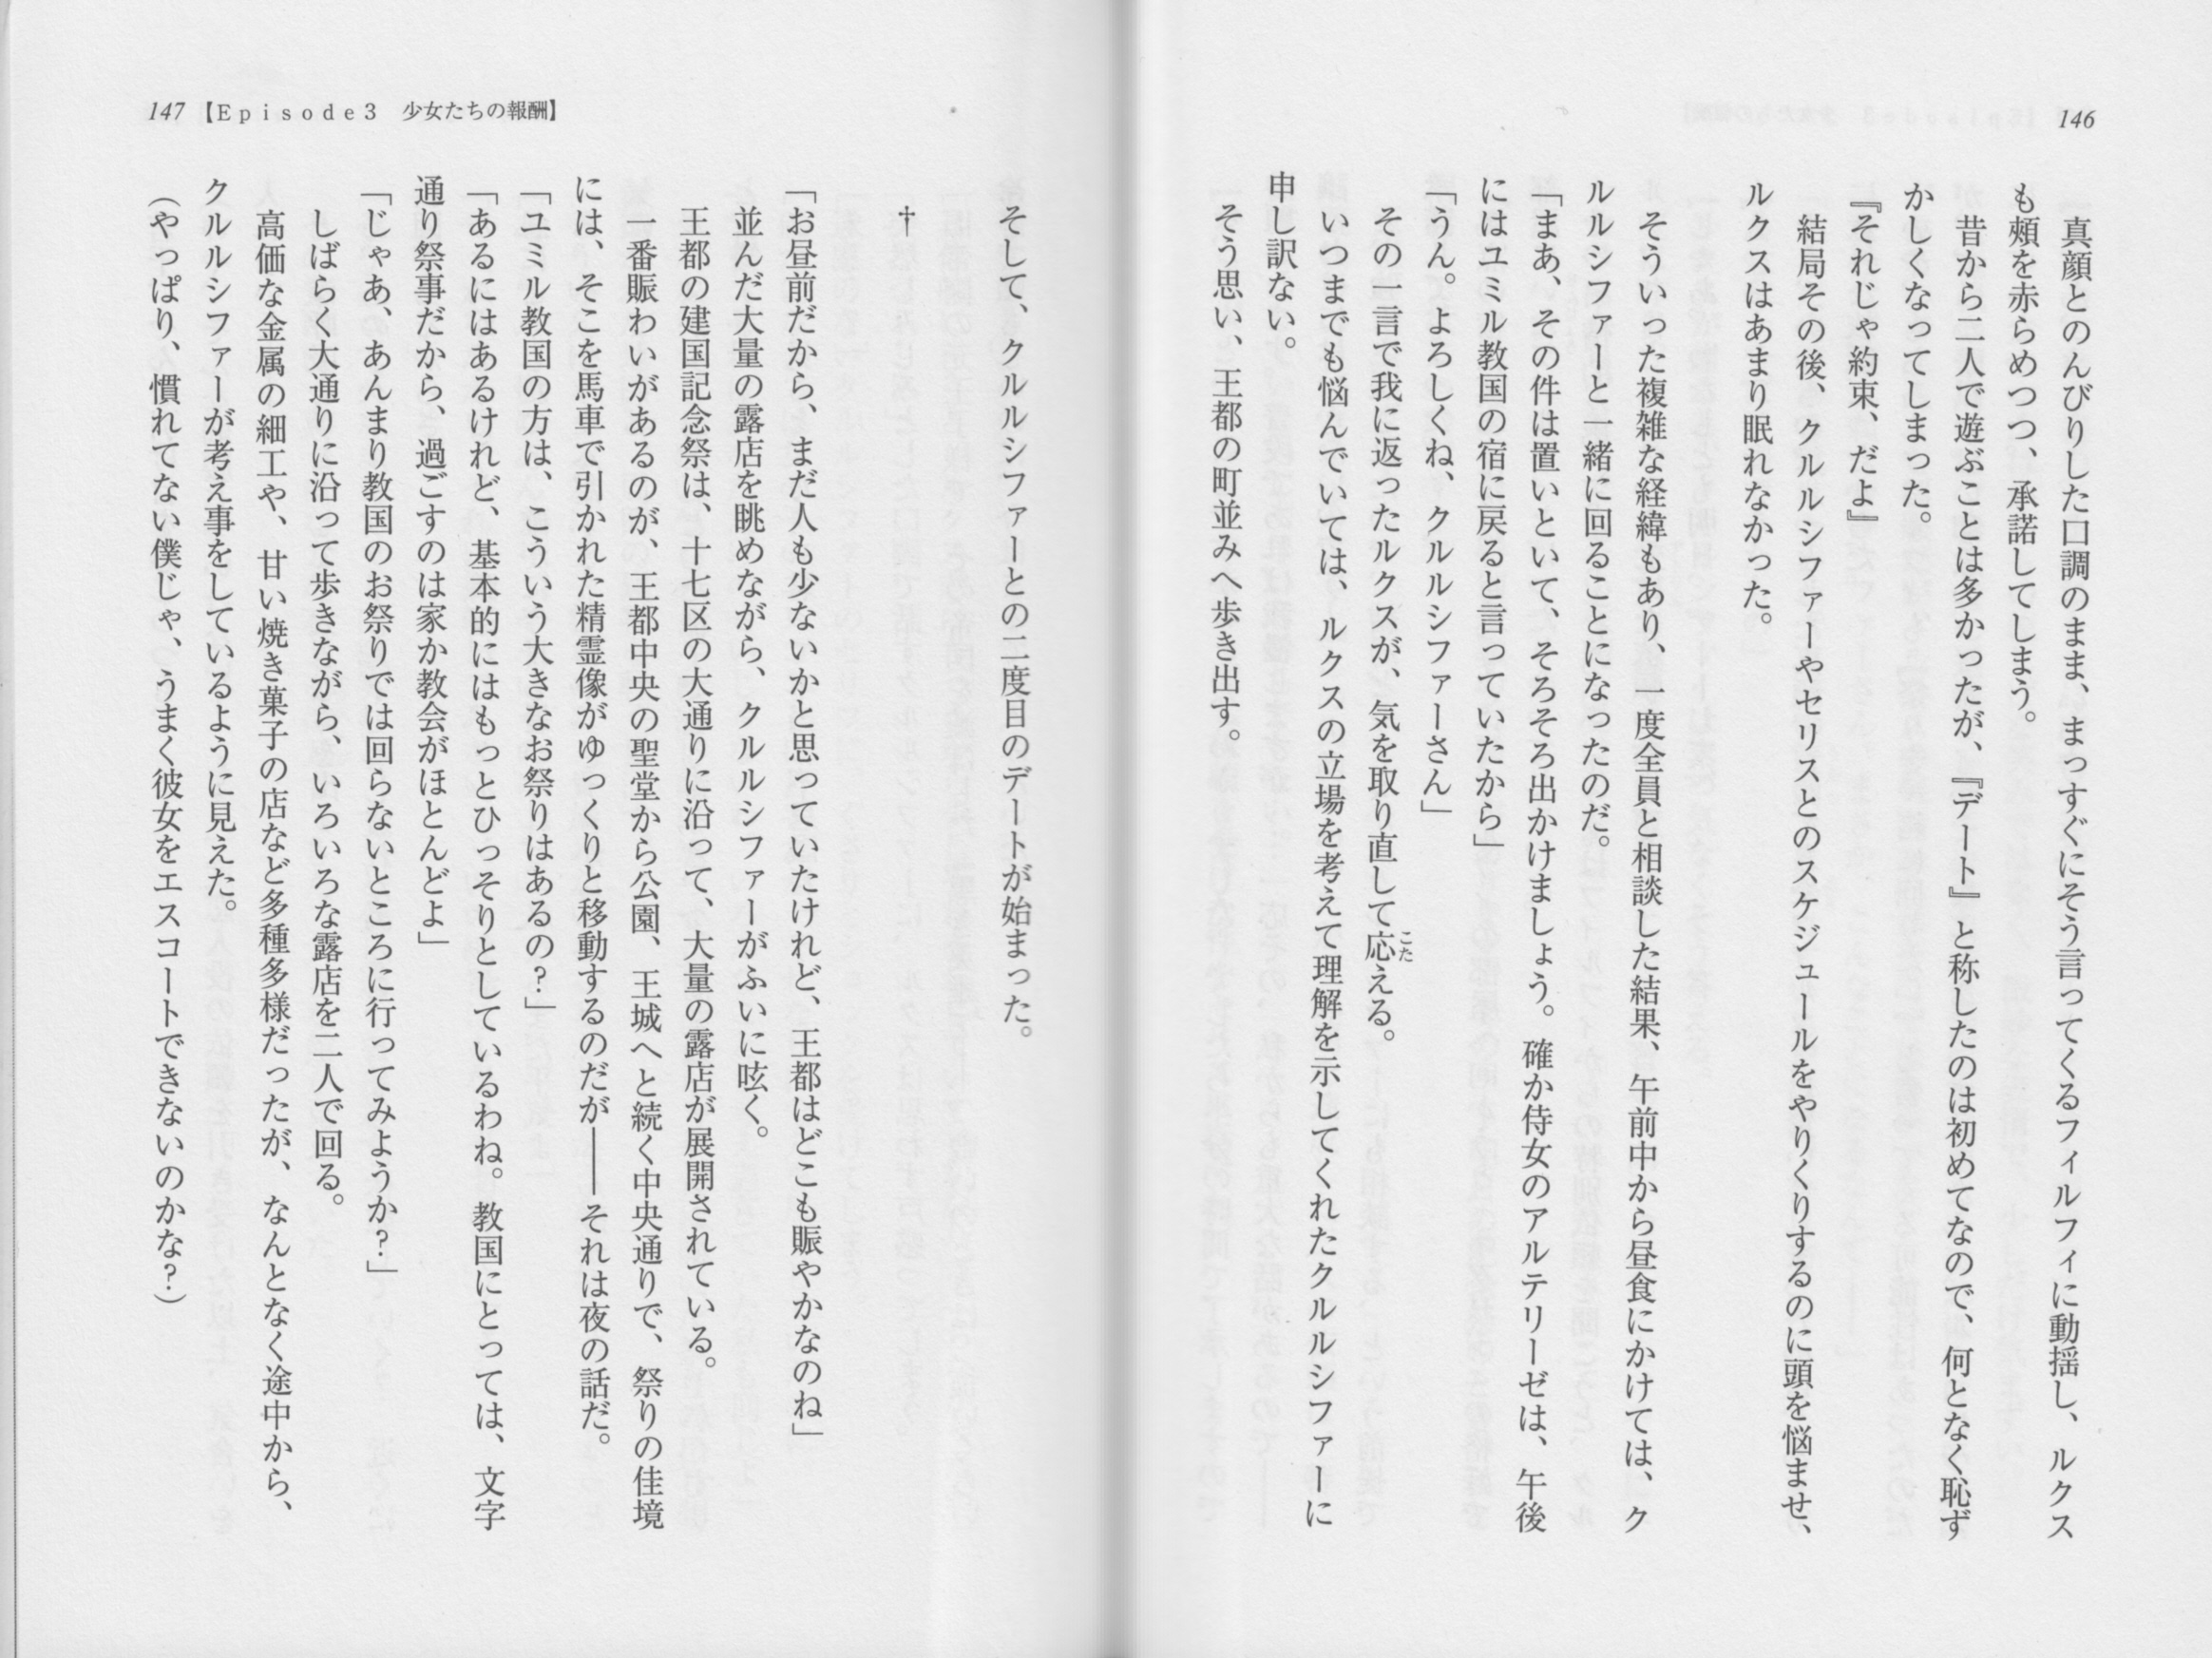 146
真顔とのんびりした口調のまま、まっすぐにそう言ってくるフィルフィに動揺し、ルクス
も頰を赤らめつつ、承諾してしまう。
昔から二人で遊ぶことは多かったが、『デート』と称したのは初めてなので、何となく恥ず
かしくなってしまった。
『それじゃ約束、だよ』
結局その後、クルルシファーやセリスとのスケジュールをやりくりするのに頭を悩ませ、
ルクスはあまり眠れなかった。
そういった複雑な経緯もあり、一度全員と相談した結果、午前中から昼食にかけては、ク
ルルシファーと一緒に回ることになったのだ。
「まあ、その件は置いといて、そろそろ出かけましょう。確か侍女のアルテリーゼは、午後
にはユミル教国の宿に戻ると言っていたから」
「うん。よろしくね、クルルシファーさん」
その一言で我に返ったルクスが、気を取り直して応える。
こた
いつまでも悩んでいては、ルクスの立場を考えて理解を示してくれたクルルシファーに
申し訳ない。
そう思い、王都の町並みへ歩き出す。
147 【Episode3 少女たちの報酬】
そして、クルルシファーとの二度目のデートが始まった。
†
「お昼前だから、まだ人も少ないかと思っていたけれど、王都はどこも賑やかなのね」
並んだ大量の露店を眺めながら、クルルシファーがふいに呟く。
王都の建国記念祭は、十七区の大通りに沿って、大量の露店が展開されている。
一番賑わいがあるのが、王都中央の聖堂から公園、王城へと続く中央通りで、祭りの佳境
には、そこを馬車で引かれた精霊像がゆっくりと移動するのだが――それは夜の話だ。
「ユミル教国の方は、こういう大きなお祭りはあるの？」
「あるにはあるけれど、基本的にはもっとひっそりとしているわね。教国にとっては、文字
通り祭事だから、過ごすのは家か教会がほとんどよ」
「じゃあ、あんまり教国のお祭りでは回らないところに行ってみようか？」
しばらく大通りに沿って歩きながら、いろいろな露店を二人で回る。
高価な金属の細工や、甘い焼き菓子の店など多種多様だったが、なんとなく途中から、
クルルシファーが考え事をしているように見えた。
（やっぱり、慣れてない僕じゃ、うまく彼女をエスコートできないのかな？）